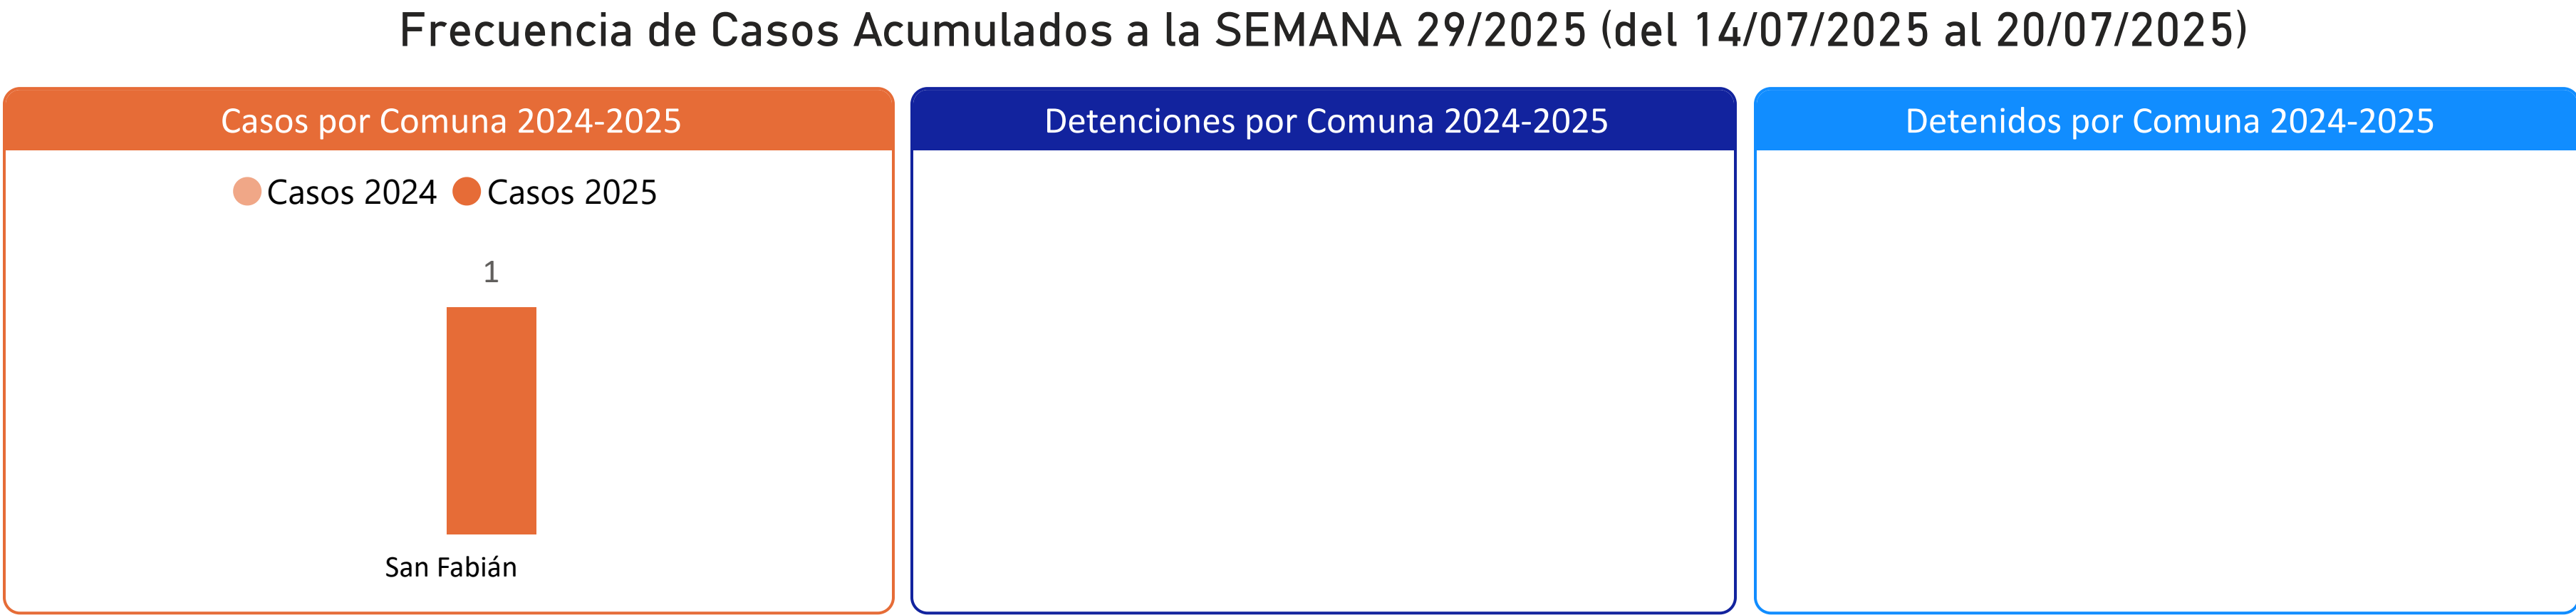 Frecuencia de Casos Acumulados a la SEMANA 29/2025 (del 14/07/2025 al 20/07/2025)
Casos por Comuna 2024-2025
Casos 2024 Casos 2025
1
San Fabián
Detenciones por Comuna 2024-2025
Detenidos por Comuna 2024-2025